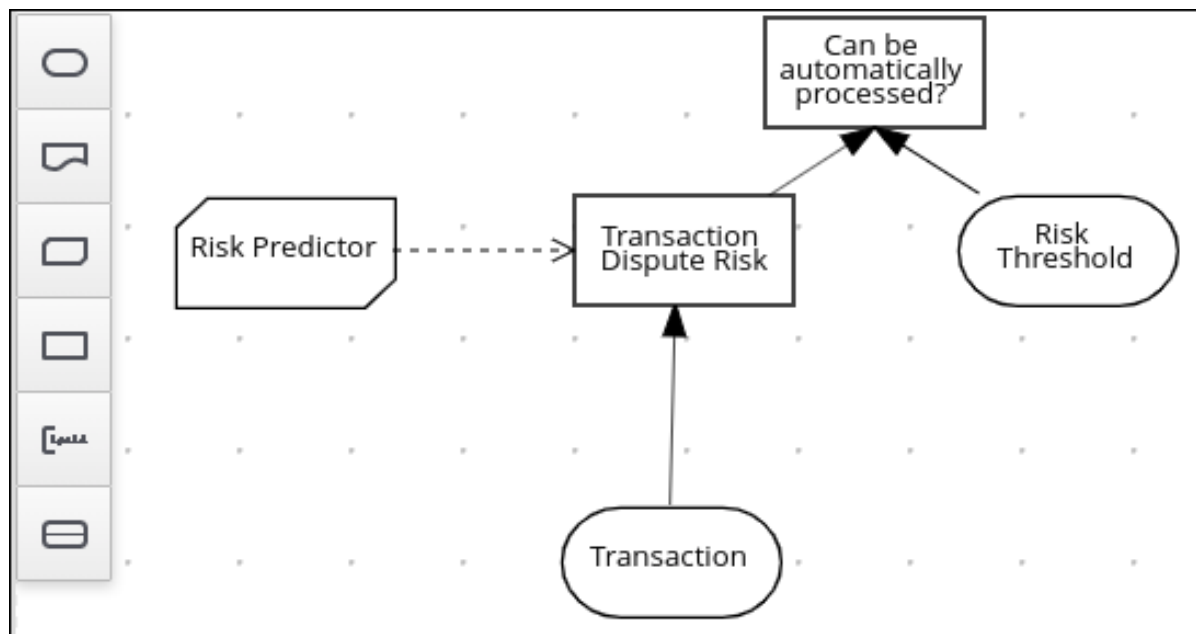 Can be
automatically
processed?
Risk Predictor
Transaction
Dispute Risk
Risk
Threshold
Transaction